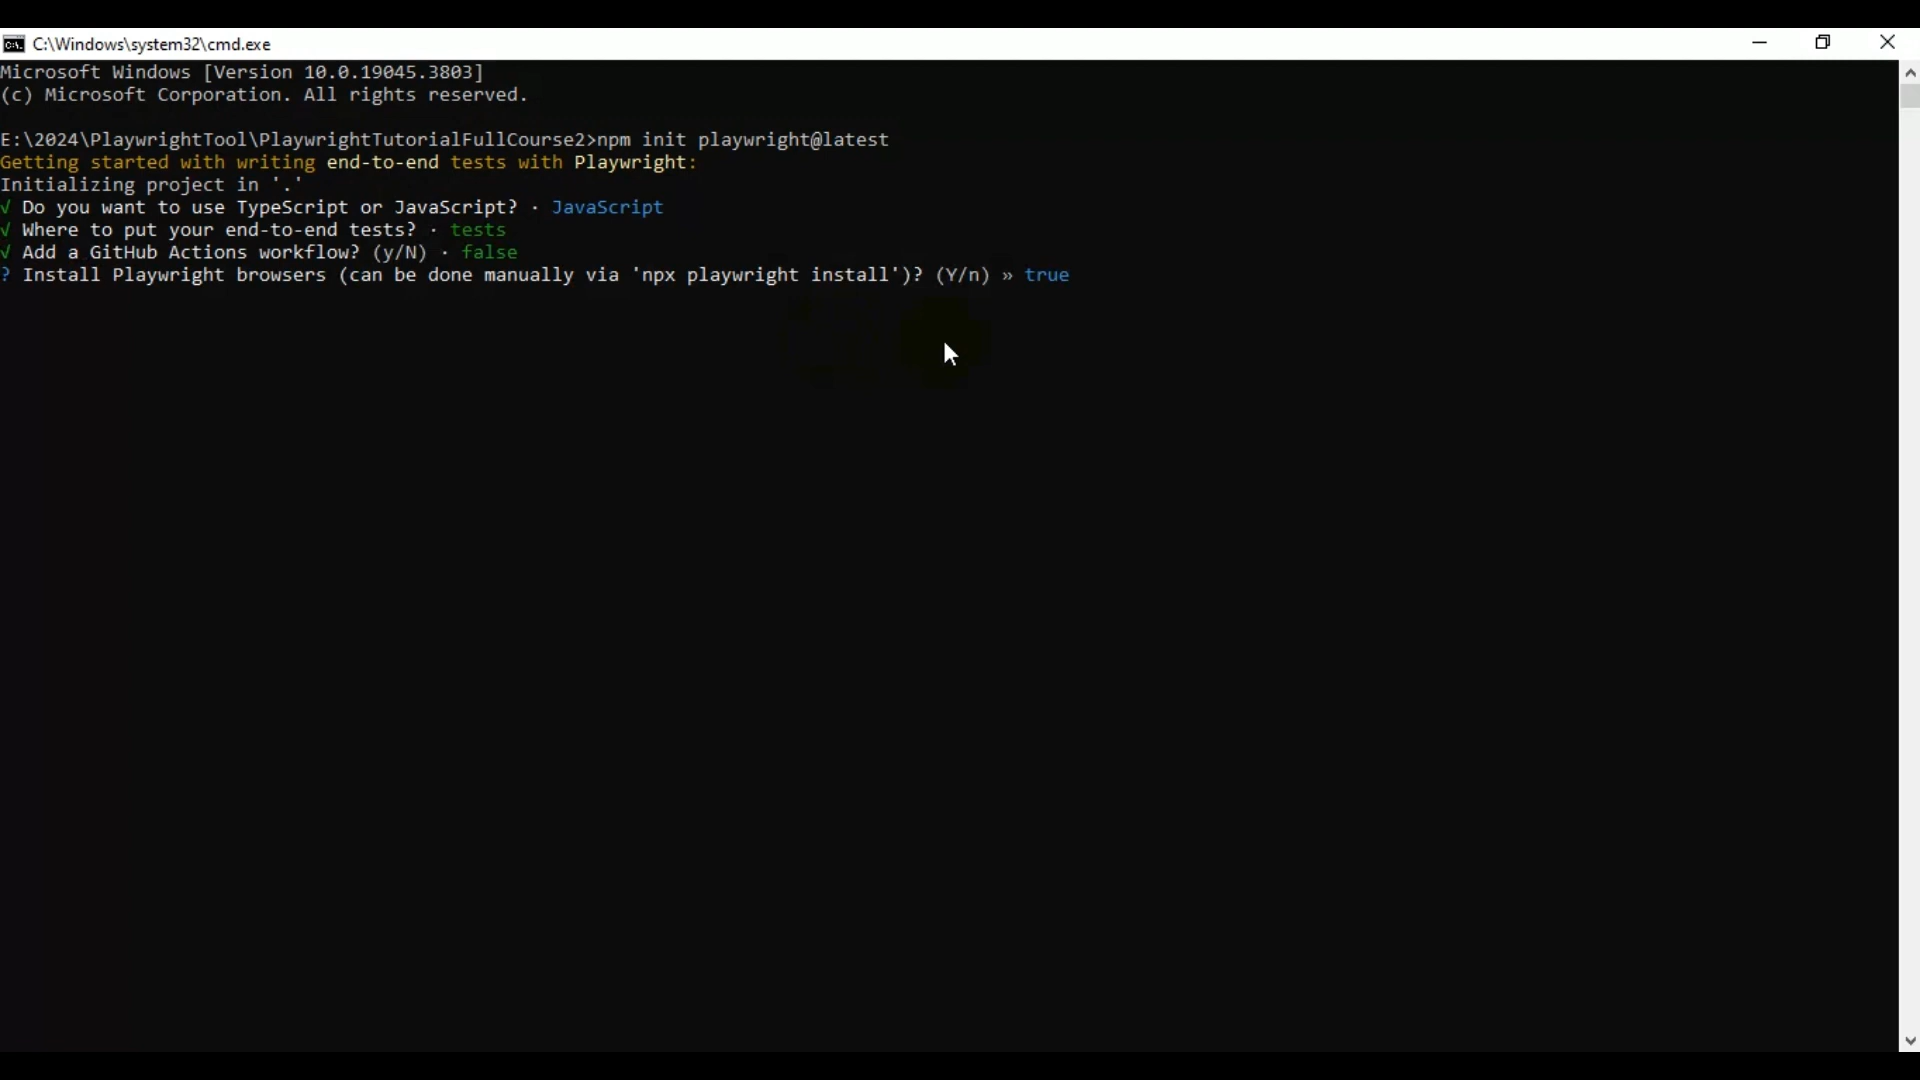 C:\Windows\system32\cmd.exe
Microsoft Windows [Version 10.0.19045.3803]
(c) Microsoft Corporation. All rights reserved.
E:\2024\PlaywrightTool\PlaywrightTutorialFullCourse2>npm init playwright@latest
Getting started with writing end-to-end tests with Playwright:
Initializing project in '.'
√ Do you want to use TypeScript or JavaScript? · JavaScript
√ Where to put your end-to-end tests? · tests
√ Add a GitHub Actions workflow? (y/N) · false
? Install Playwright browsers (can be done manually via 'npx playwright install')? (Y/n) » true